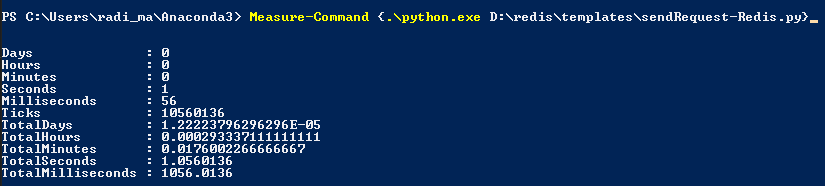 PS C:\Users\radi_ma\Anaconda3> Measure-Command {.\python.exe D:\redis\templates\sendRequest-Redis.py}_
Days : 0
Hours : 0
Minutes : 0
Seconds : 1
Milliseconds : 56
Ticks : 10560136
TotalDays : 1.22223796296296E-05
TotalHours : 0.000293337111111111
TotalMinutes : 0.0176002266666667
TotalSeconds : 1.0560136
TotalMilliseconds : 1056.0136